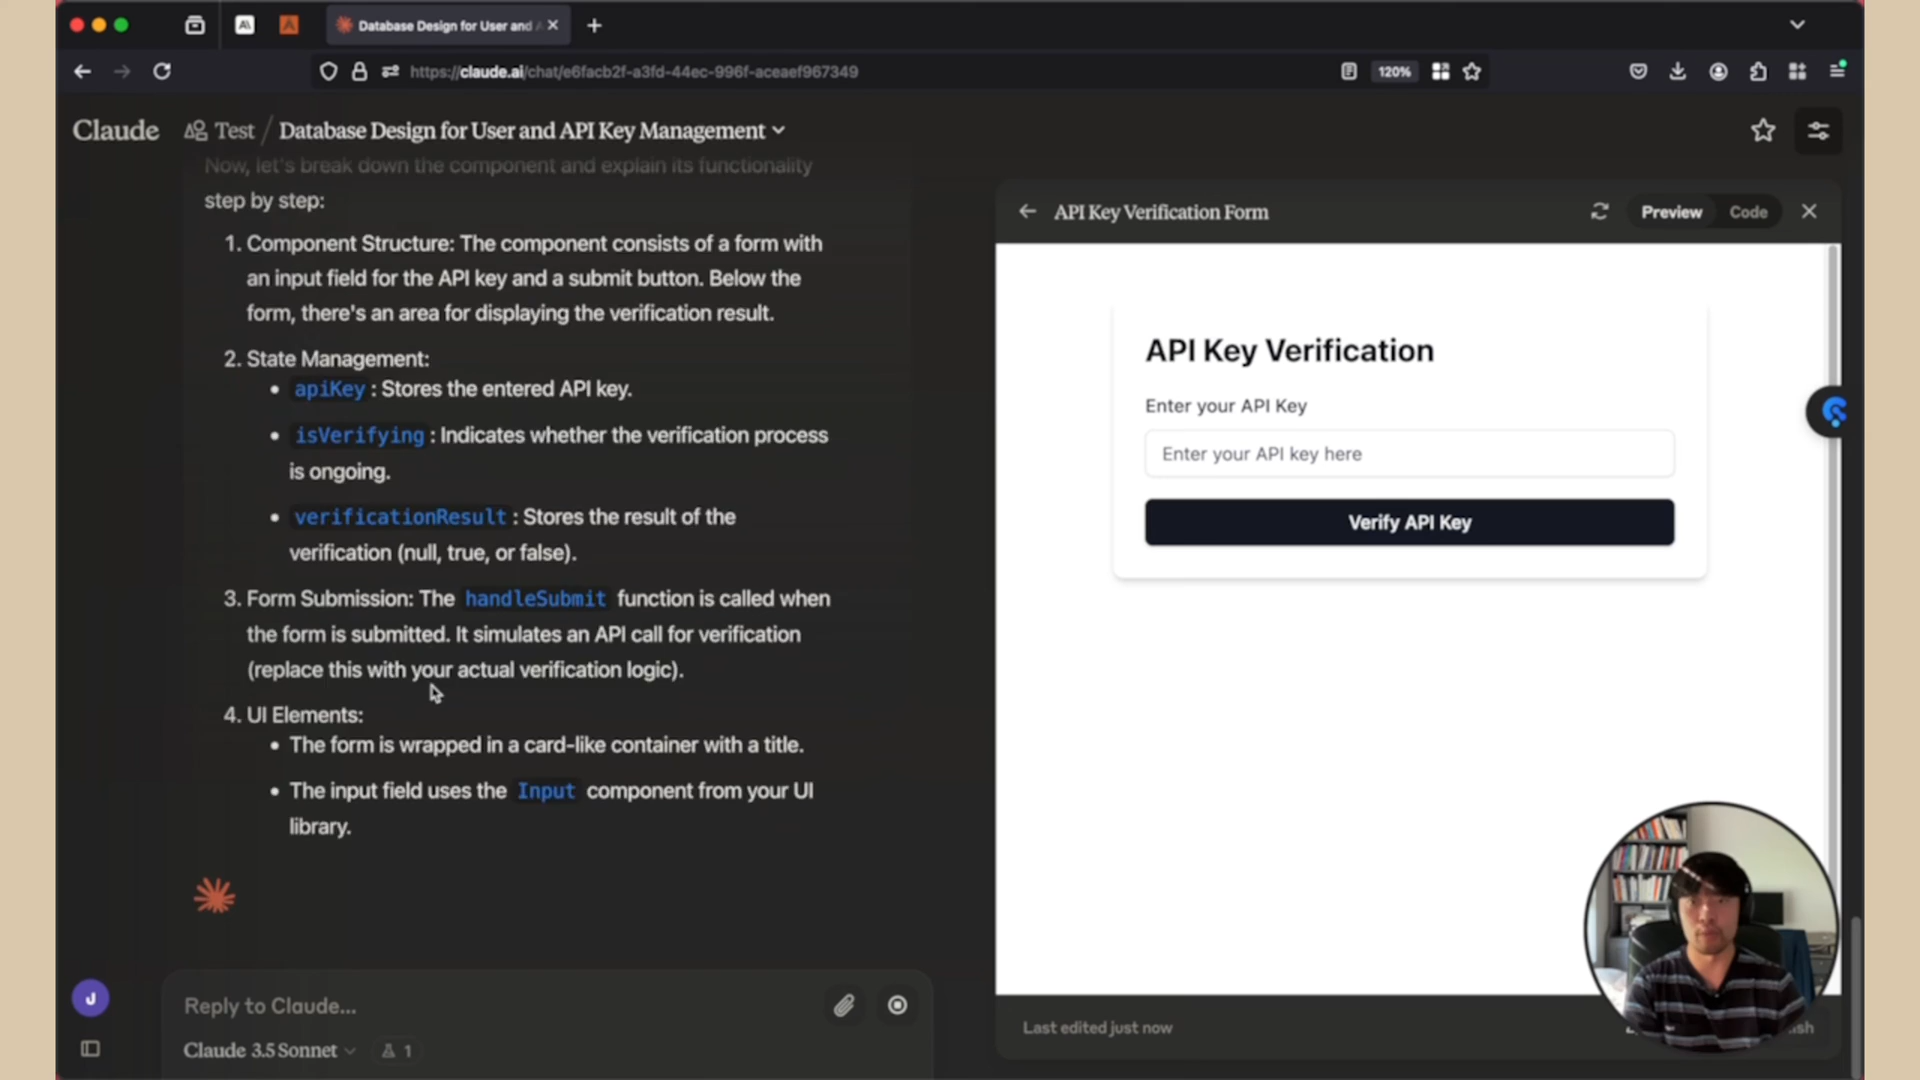 Database Design for User and A
https://claude.ai/chat/e6facb2f-a3fd-44ec-996f-aceaef967349
120%
Claude
Test / Database Design for User and API Key Management
Now, let's break down the component and explain its functionality
step by step:
1. Component Structure: The component consists of a form with
an input field for the API key and a submit button. Below the
form, there's an area for displaying the verification result.
2. State Management:
• apiKey : Stores the entered API key.
• isVerifying : Indicates whether the verification process
is ongoing.
• verificationResult : Stores the result of the
verification (null, true, or false).
3. Form Submission: The handleSubmit function is called when
the form is submitted. It simulates an API call for verification
(replace this with your actual verification logic).
4. UI Elements:
• The form is wrapped in a card-like container with a title.
• The input field uses the Input component from your UI
library.
J
Reply to Claude...
Claude 3.5 Sonnet
1
API Key Verification Form
Preview
Code
API Key Verification
Enter your API Key
Enter your API key here
Verify API Key
Last edited just now